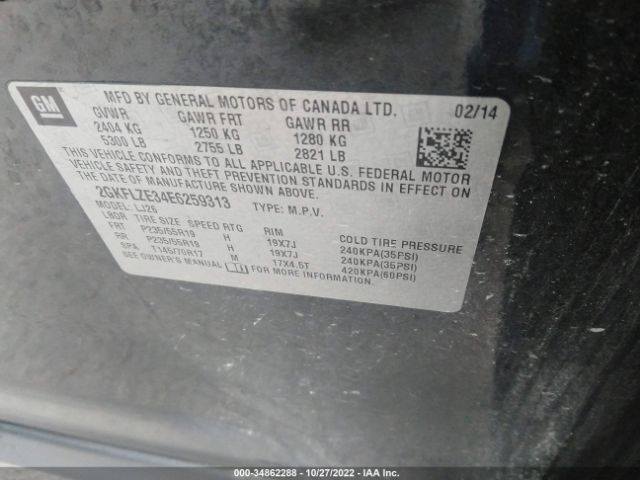 GM
MFD BY GENERAL MOTORS OF CANADA LTD.
02/14
GVWR GAWR FRT GAWR RR
2404 KG 1250 KG 1280 KG
5300 LB 2755 LB 2821 LB
THIS VEHICLE CONFORMS TO ALL APPLICABLE U.S. FEDERAL MOTOR
VEHICLE SAFETY AND THEFT PREVENTION STANDARDS IN EFFECT ON
THE DATE OF MANUFACTURE SHOWN ABOVE.
2GKFLZE34E6259313 TYPE: M.P.V.
MODEL: LJ26
LBDR TIRE SIZE SPEED RTG RIM COLD TIRE PRESSURE
FRT P235/55R19 H 19X7J 240KPA(35PSI)
RR P235/55R19 H 19X7J 240KPA(35PSI)
SPA T145/70R17 M 17X4.5T 420KPA(60PSI)
SEE OWNER'S MANUAL FOR MORE INFORMATION.
000-34862288 - 10/27/2022 - IAA Inc.